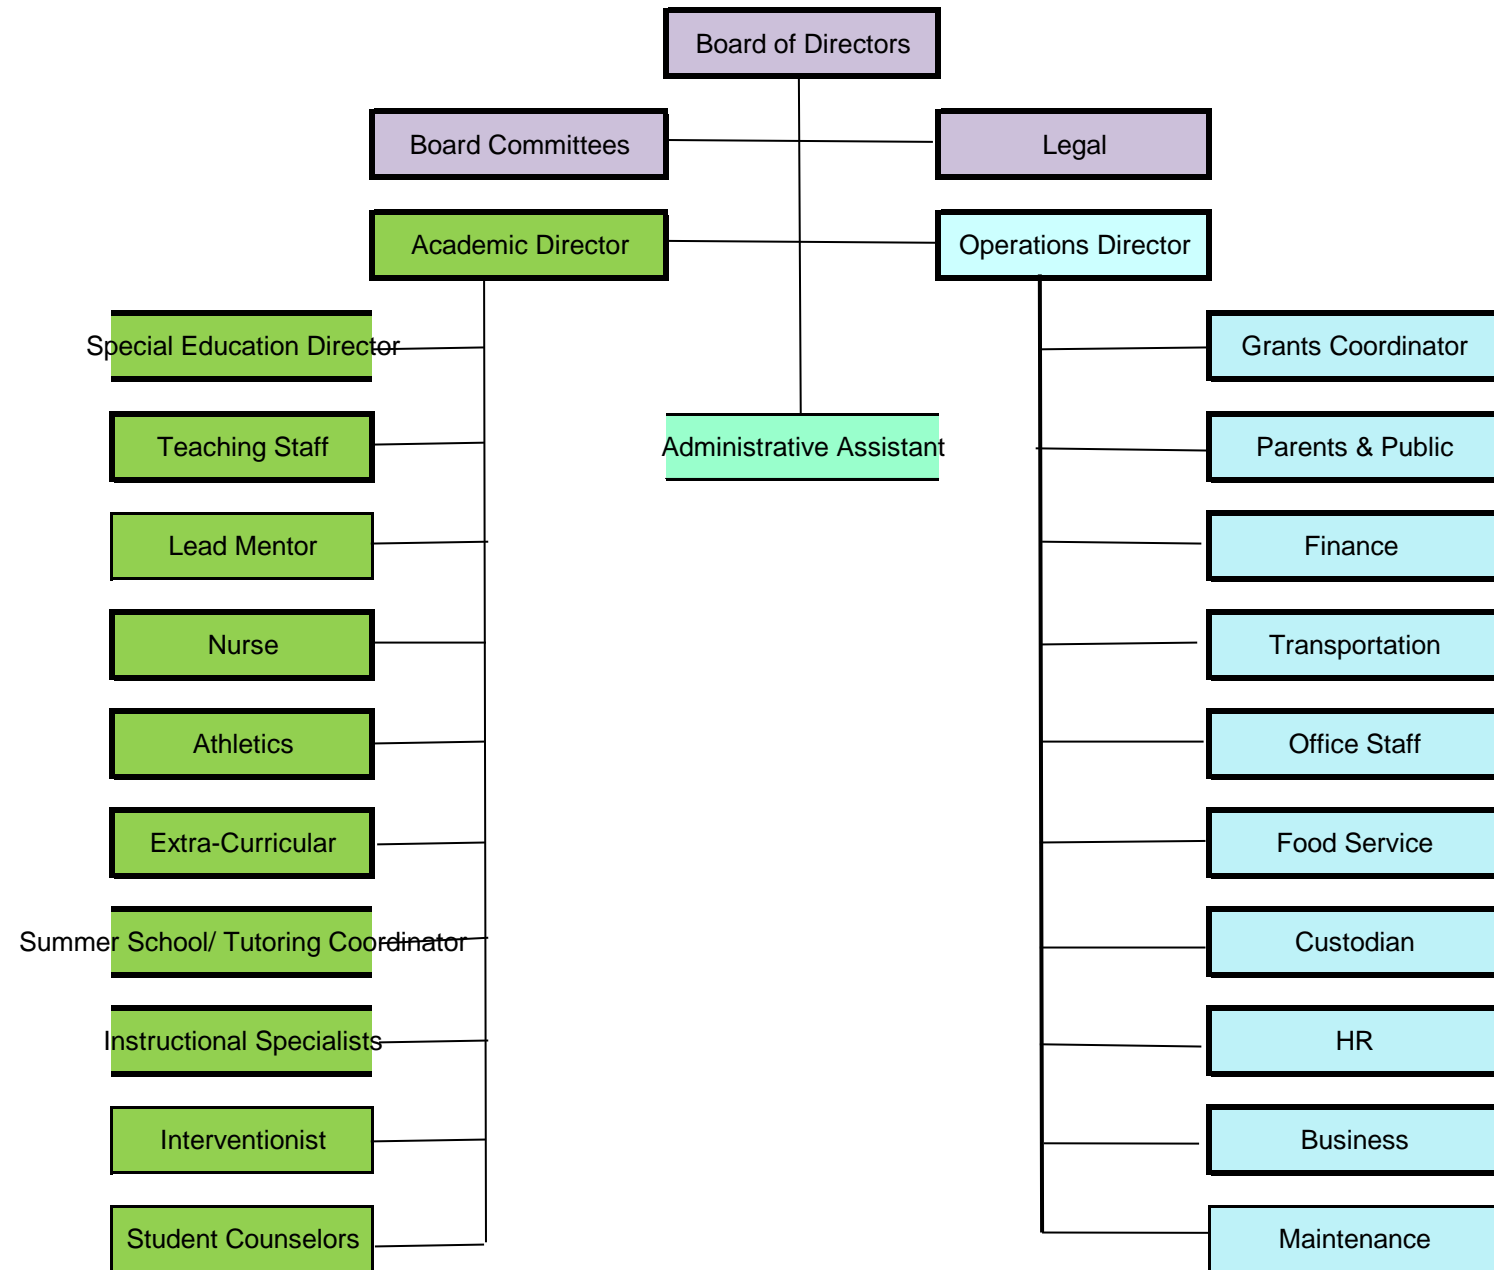 Board of Directors
Board Committees
Legal
Academic Director
Operations Director
Special Education Director
Grants Coordinator
Teaching Staff
Administrative Assistant
Parents & Public
Lead Mentor
Finance
Nurse
Transportation
Athletics
Office Staff
Extra-Curricular
Food Service
Summer School/ Tutoring Coordinator
Custodian
Instructional Specialists
HR
Interventionist
Business
Student Counselors
Maintenance